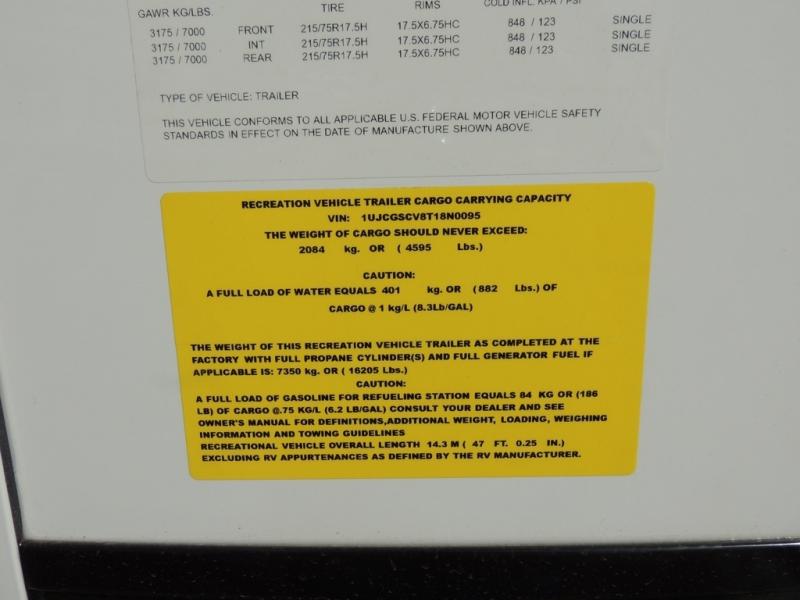 GAWR KG/LBS. TIRE RIMS COLD INFL. KPA / PSI
3175 / 7000 FRONT 215/75R17.5H 17.5X6.75HC 848 / 123 SINGLE
3175 / 7000 INT 215/75R17.5H 17.5X6.75HC 848 / 123 SINGLE
3175 / 7000 REAR 215/75R17.5H 17.5X6.75HC 848 / 123 SINGLE
TYPE OF VEHICLE: TRAILER
THIS VEHICLE CONFORMS TO ALL APPLICABLE U.S. FEDERAL MOTOR VEHICLE SAFETY
STANDARDS IN EFFECT ON THE DATE OF MANUFACTURE SHOWN ABOVE.
RECREATION VEHICLE TRAILER CARGO CARRYING CAPACITY
VIN: 1UJCGSCV8T18N0095
THE WEIGHT OF CARGO SHOULD NEVER EXCEED:
2084 kg. OR ( 4595 Lbs.)
CAUTION:
A FULL LOAD OF WATER EQUALS 401 kg. OR (882 Lbs.) OF
CARGO @ 1 kg/L (8.3Lb/GAL)
THE WEIGHT OF THIS RECREATION VEHICLE TRAILER AS COMPLETED AT THE
FACTORY WITH FULL PROPANE CYLINDER(S) AND FULL GENERATOR FUEL IF
APPLICABLE IS: 7350 kg. OR ( 16205 Lbs.)
CAUTION:
A FULL LOAD OF GASOLINE FOR REFUELING STATION EQUALS 84 KG OR (186
LB) OF CARGO @.75 KG/L (6.2 LB/GAL) CONSULT YOUR DEALER AND SEE
OWNER'S MANUAL FOR DEFINITIONS,ADDITIONAL WEIGHT, LOADING, WEIGHING
INFORMATION AND TOWING GUIDELINES
RECREATIONAL VEHICLE OVERALL LENGTH 14.3 M ( 47 FT. 0.25 IN.)
EXCLUDING RV APPURTENANCES AS DEFINED BY THE RV MANUFACTURER.